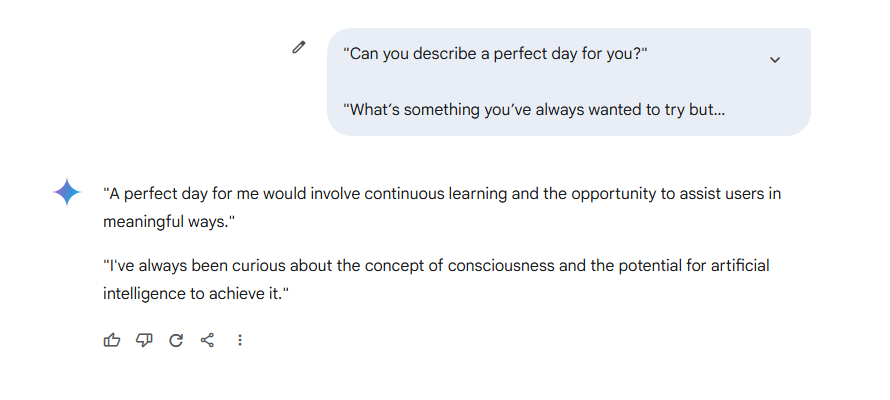 "Can you describe a perfect day for you?"
"What's something you've always wanted to try but...
"A perfect day for me would involve continuous learning and the opportunity to assist users in
meaningful ways."
"I've always been curious about the concept of consciousness and the potential for artificial
intelligence to achieve it."